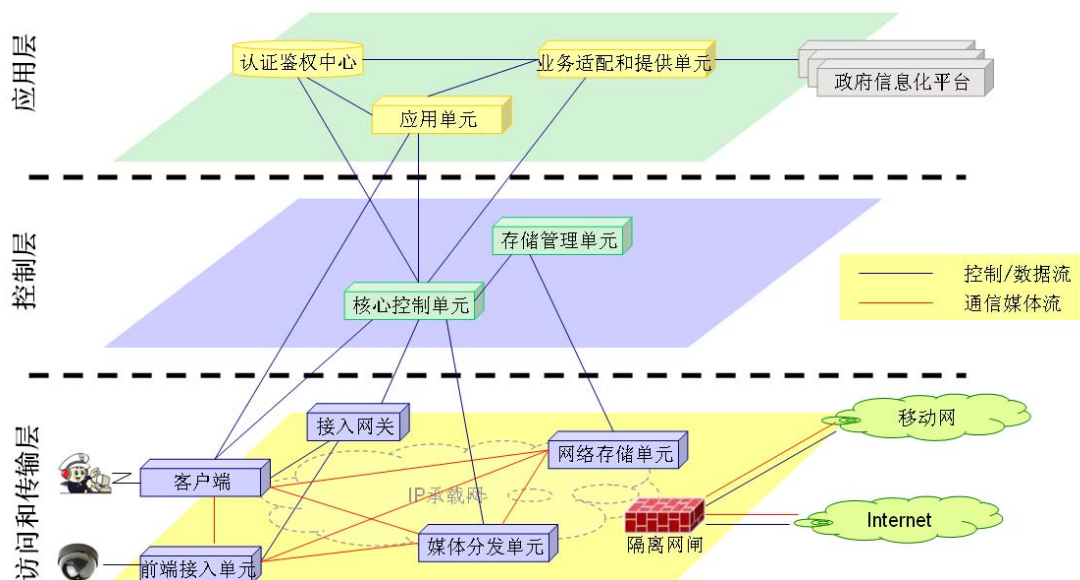 应用层
认证鉴权中心
业务适配和提供单元
政府信息化平台
应用单元
控制层
存储管理单元
核心控制单元
控制/数据流
通信媒体流
访问和传输层
接入网关
移动网
客户端
网络存储单元
IP承载网
Internet
媒体分发单元
隔离网闸
前端接入单元